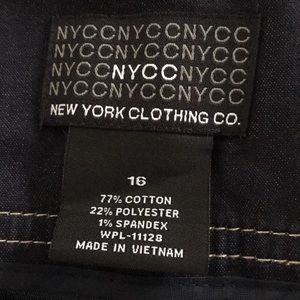 NYCCNYCCNYCC
NYCCNYCCNYCC
NYCCNYCCNYCC
NYCCNYCCNYCC
NEW YORK CLOTHING CO.
16
77% COTTON
22% POLYESTER
1% SPANDEX
WPL-11128
MADE IN VIETNAM